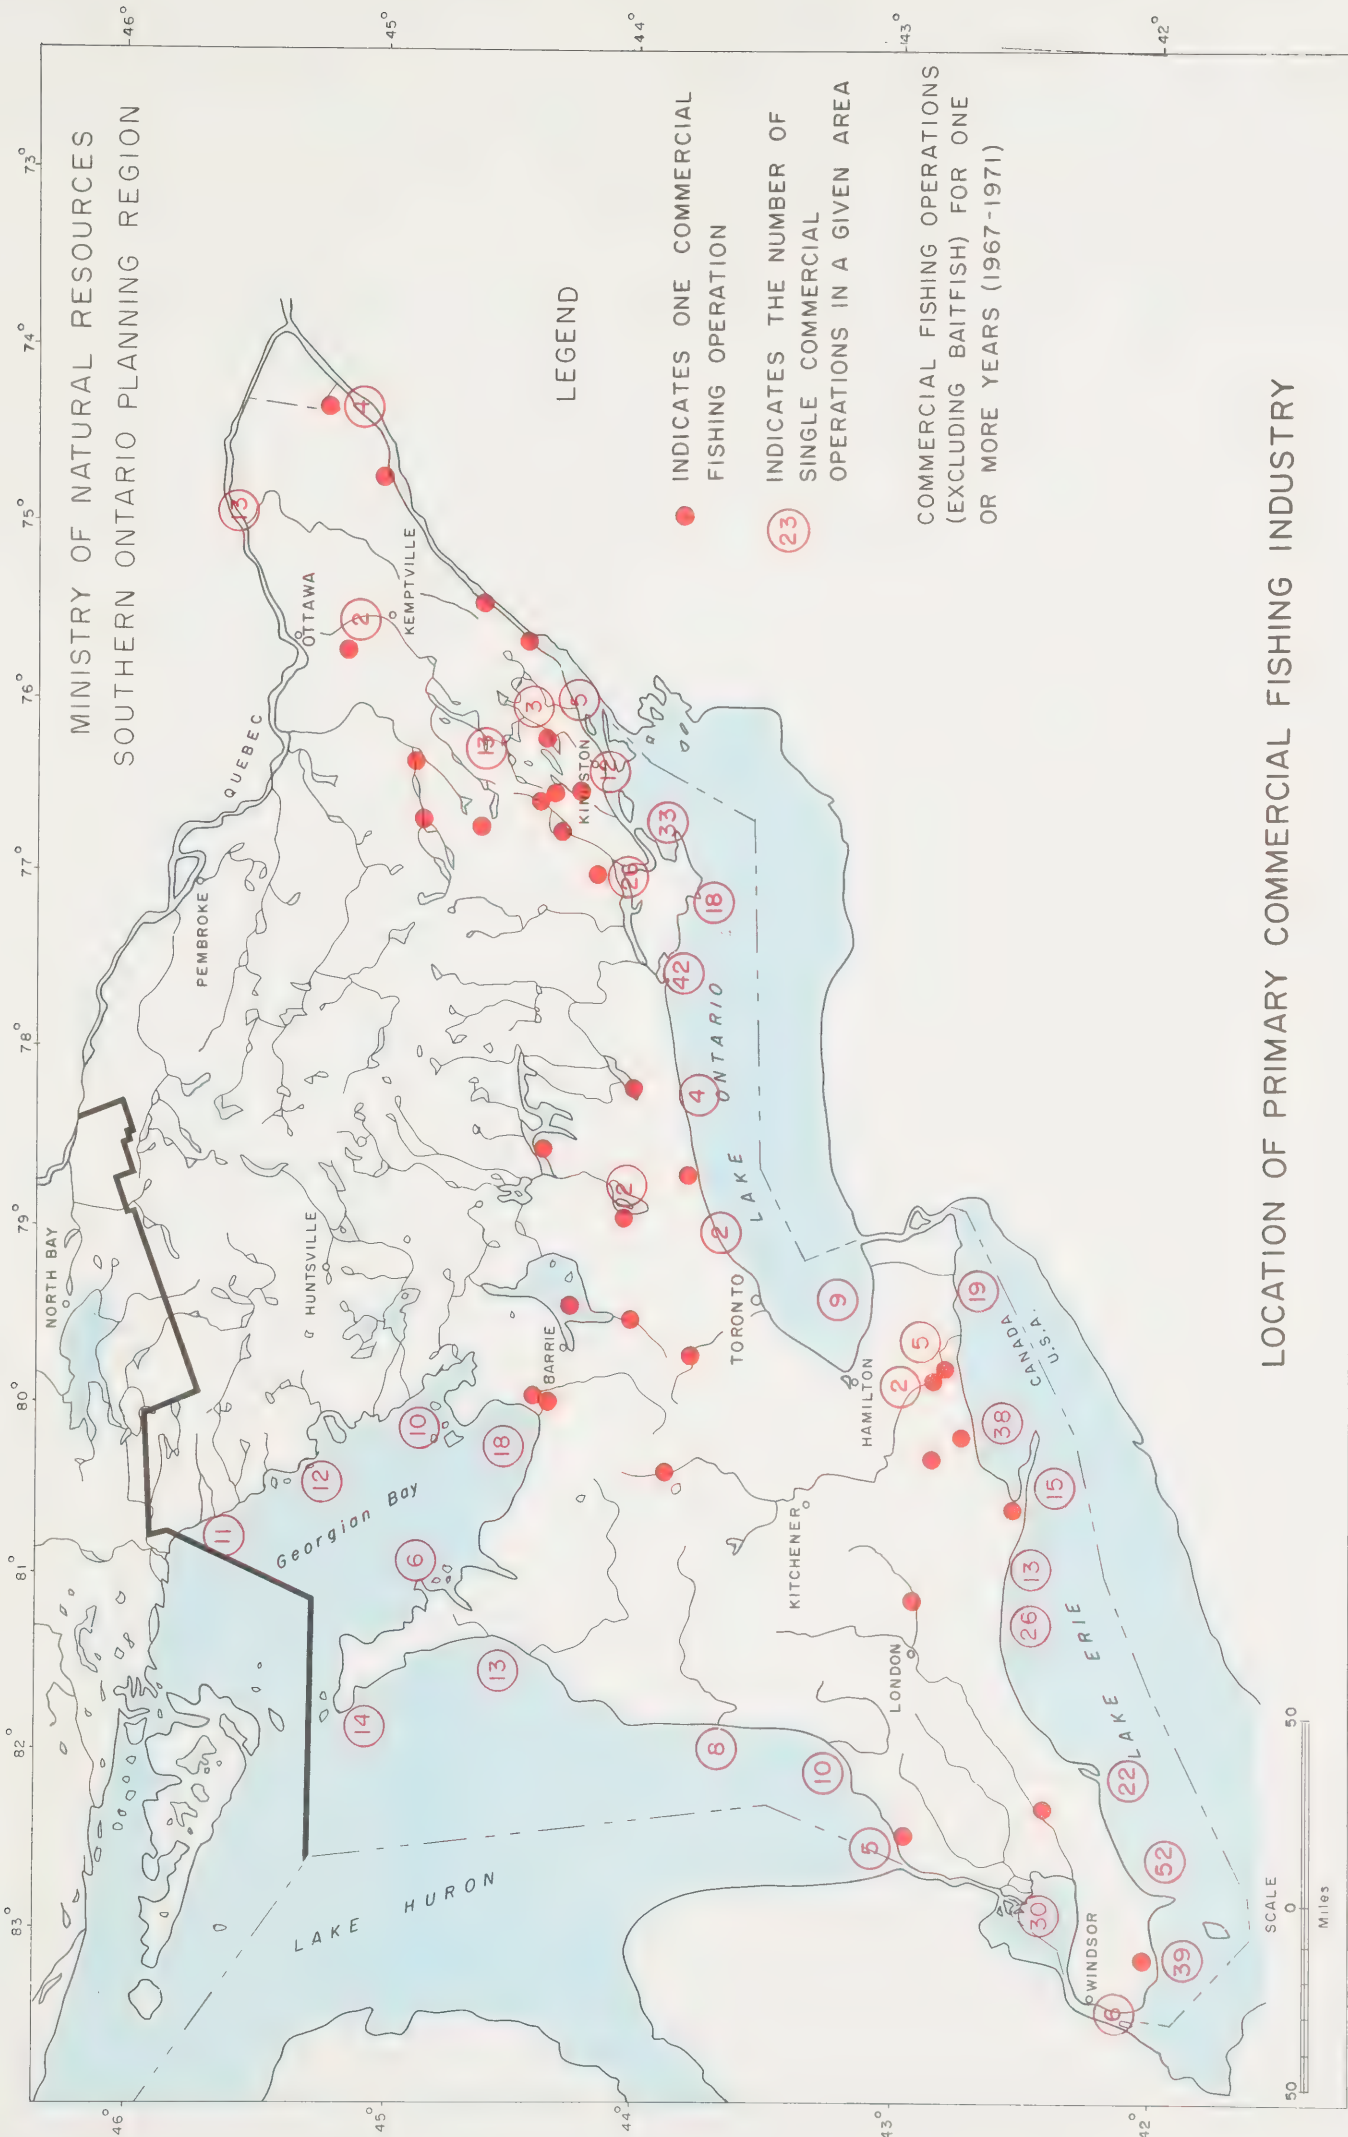 MINISTRY OF NATURAL RESOURCES
SOUTHERN ONTARIO PLANNING REGION
83°
82°
81°
80°
79°
78°
77°
76°
75°
74°
73°
46°
45°
44°
43°
42°
46°
45°
44°
43°
42°
NORTH BAY
HUNTSVILLE
PEMBROKE
QUEBEC
OTTAWA
KEMPTVILLE
KINGSTON
BARRIE
TORONTO
HAMILTON
KITCHENER
LONDON
WINDSOR
Georgian Bay
LAKE HURON
LAKE ONTARIO
LAKE ERIE
CANADA
U.S.A.
11
12
10
18
6
14
13
8
10
5
30
6
39
52
22
26
13
15
38
19
5
2
9
2
2
4
42
18
33
26
12
5
3
13
2
13
4
LEGEND
INDICATES ONE COMMERCIAL
FISHING OPERATION
23
INDICATES THE NUMBER OF
SINGLE COMMERCIAL
OPERATIONS IN A GIVEN AREA
COMMERCIAL FISHING OPERATIONS
(EXCLUDING BAITFISH) FOR ONE
OR MORE YEARS (1967-1971)
SCALE
50 0 50
Miles
LOCATION OF PRIMARY COMMERCIAL FISHING INDUSTRY